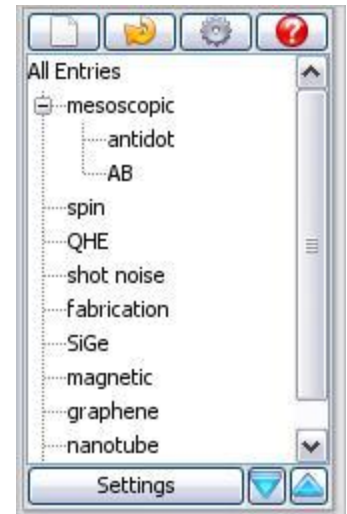 All Entries
mesoscopic
antidot
AB
spin
QHE
shot noise
fabrication
SiGe
magnetic
graphene
nanotube
Settings